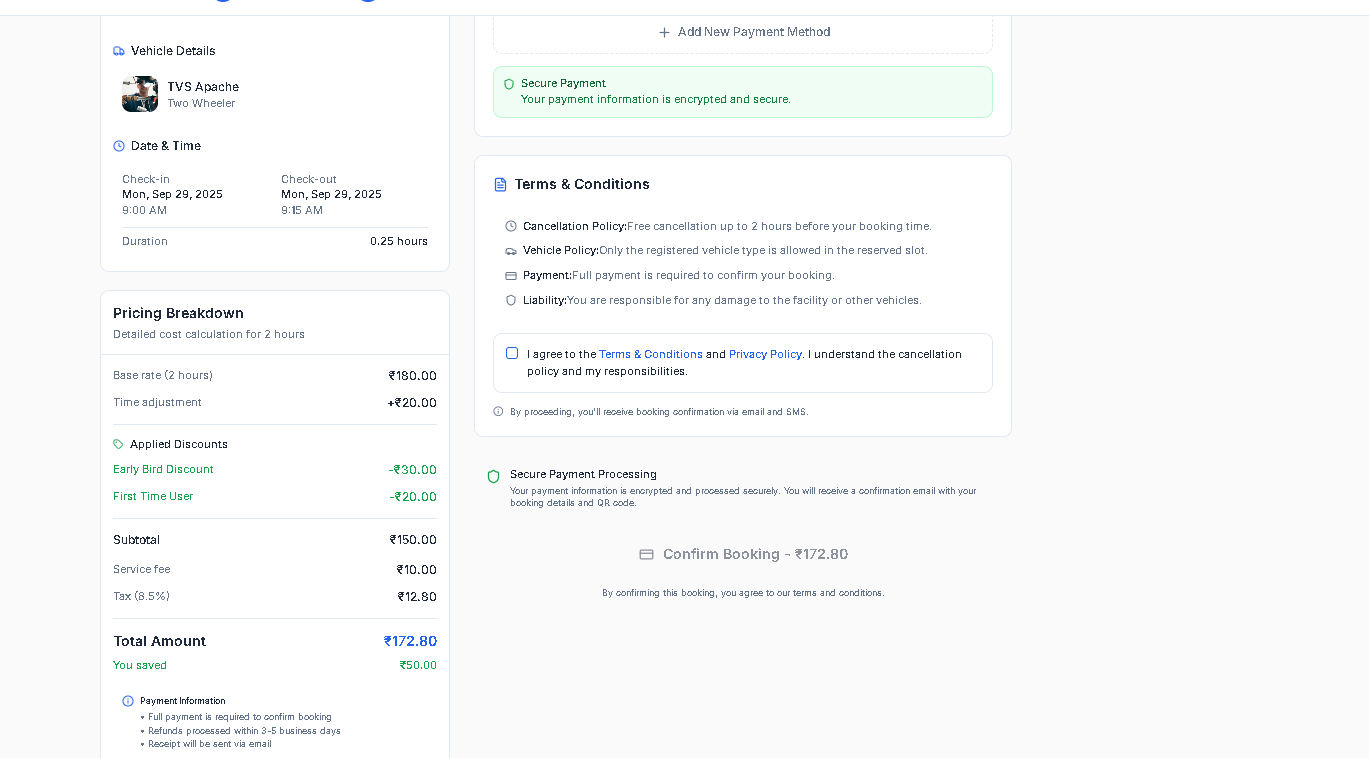 Vehicle Details
TVS Apache
Two Wheeler
Date & Time
Check-in
Check-out
Mon, Sep 29, 2025
Mon, Sep 29, 2025
9:00 AM
9:15 AM
Duration
0.25 hours
Pricing Breakdown
Detailed cost calculation for 2 hours
Base rate (2 hours)
₹180.00
Time adjustment
+₹20.00
Applied Discounts
Early Bird Discount
-₹30.00
First Time User
-₹20.00
Subtotal
₹150.00
Service fee
₹10.00
Tax (8.5%)
₹12.80
Total Amount
₹172.80
You saved
₹50.00
Payment Information
• Full payment is required to confirm booking
• Refunds processed within 3-5 business days
• Receipt will be sent via email
Add New Payment Method
Secure Payment
Your payment information is encrypted and secure.
Terms & Conditions
Cancellation Policy:Free cancellation up to 2 hours before your booking time.
Vehicle Policy:Only the registered vehicle type is allowed in the reserved slot.
Payment:Full payment is required to confirm your booking.
Liability:You are responsible for any damage to the facility or other vehicles.
I agree to the Terms & Conditions and Privacy Policy. I understand the cancellation
policy and my responsibilities.
By proceeding, you'll receive booking confirmation via email and SMS.
Secure Payment Processing
Your payment information is encrypted and processed securely. You will receive a confirmation email with your
booking details and QR code.
Confirm Booking - ₹172.80
By confirming this booking, you agree to our terms and conditions.